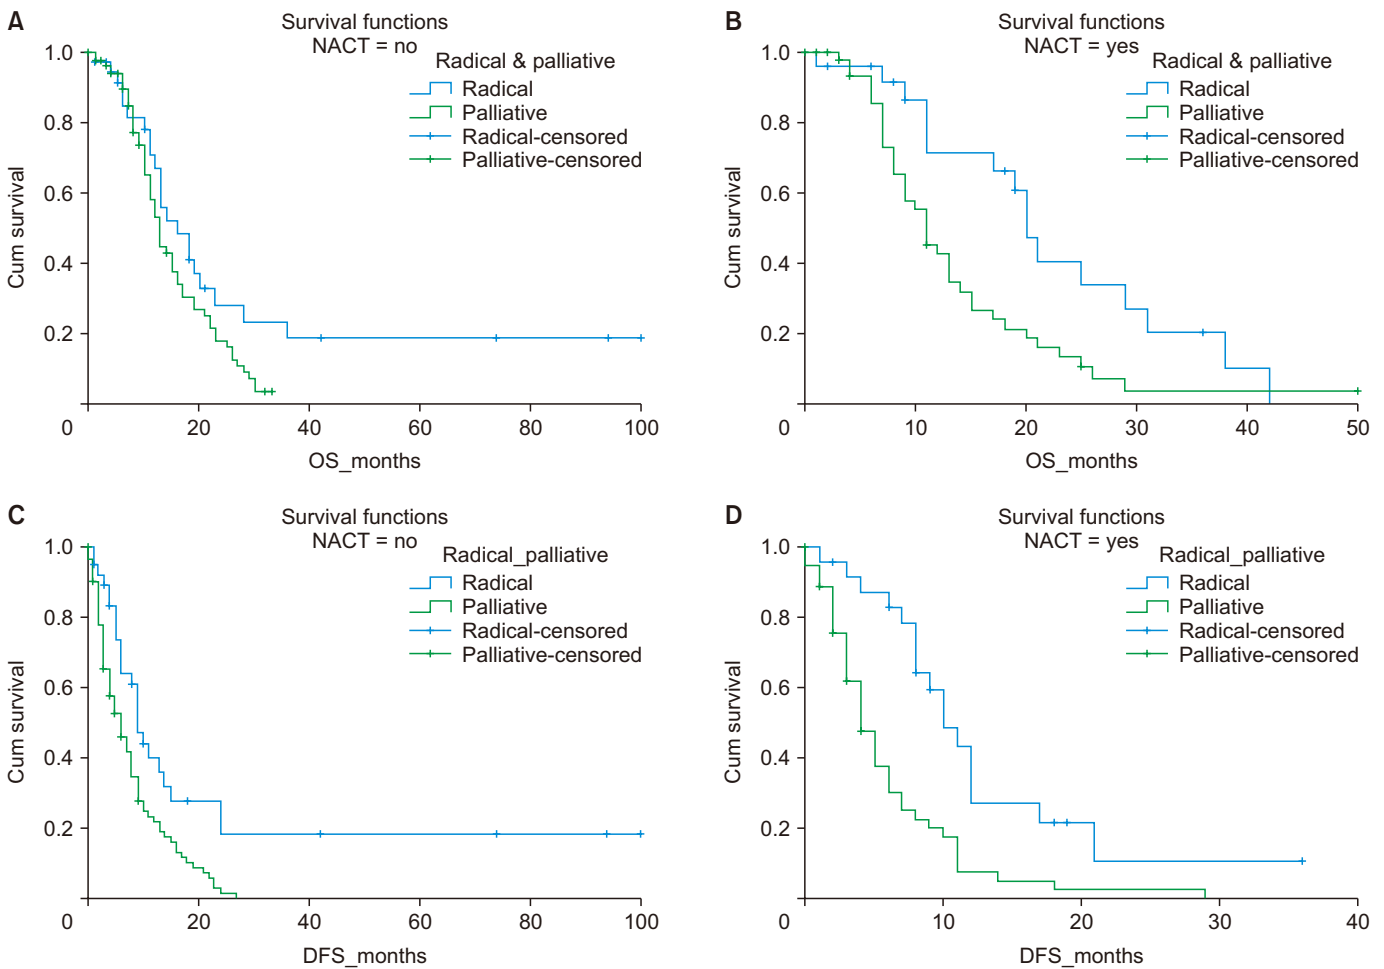 A
Survival functions
NACT = no
Radical & palliative
Radical
Palliative
Radical-censored
Palliative-censored
Cum survival
1.0
0.8
0.6
0.4
0.2
0
20
40
60
80
100
OS_months
B
Survival functions
NACT = yes
Radical & palliative
Radical
Palliative
Radical-censored
Palliative-censored
Cum survival
1.0
0.8
0.6
0.4
0.2
0
10
20
30
40
50
OS_months
C
Survival functions
NACT = no
Radical_palliative
Radical
Palliative
Radical-censored
Palliative-censored
Cum survival
1.0
0.8
0.6
0.4
0.2
0
20
40
60
80
100
DFS_months
D
Survival functions
NACT = yes
Radical_palliative
Radical
Palliative
Radical-censored
Palliative-censored
Cum survival
1.0
0.8
0.6
0.4
0.2
0
10
20
30
40
DFS_months